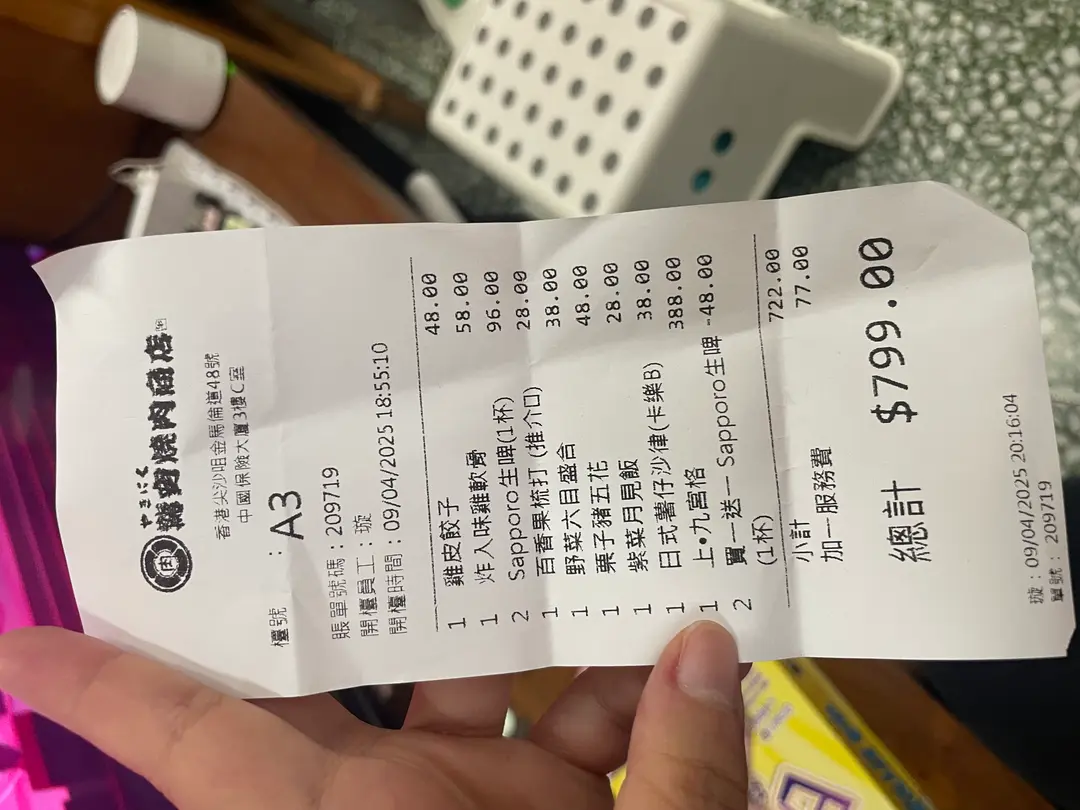 肉
やきにく
燒肉商店
香港尖沙咀金馬倫道48號
中國保險大廈3樓C室
檯號 : A3
賬單號碼：209719
開檯員工：璇
開檯時間：09/04/2025 18:55:10
1 雞皮餃子 48.00
1 炸入味雞軟骨 58.00
2 Sapporo生啤(1杯) 96.00
1 百香果梳打 (推介口) 28.00
1 野菜六目盛合 38.00
1 栗子豬五花 48.00
1 紫菜月見飯 28.00
1 日式薯仔沙律(卡樂B) 38.00
1 上•九宮格 388.00
2 買一送一 Sapporo生啤 -48.00
(1杯)
小計 722.00
加一服務費 77.00
總計 $799.00
璇：09/04/2025 20:16:04
單號：209719